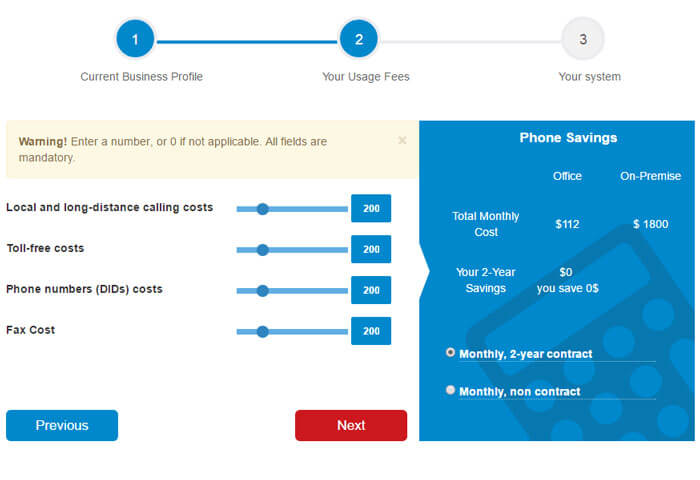 1
2
3
Current Business Profile
Your Usage Fees
Your system
Warning! Enter a number, or 0 if not applicable. All fields are
mandatory.
×
Local and long-distance calling costs
200
Toll-free costs
200
Phone numbers (DIDs) costs
200
Fax Cost
200
Previous
Next
Phone Savings
Office
On-Premise
Total Monthly
Cost
$112
$ 1800
Your 2-Year
Savings
$0
you save 0$
Monthly, 2-year contract
Monthly, non contract